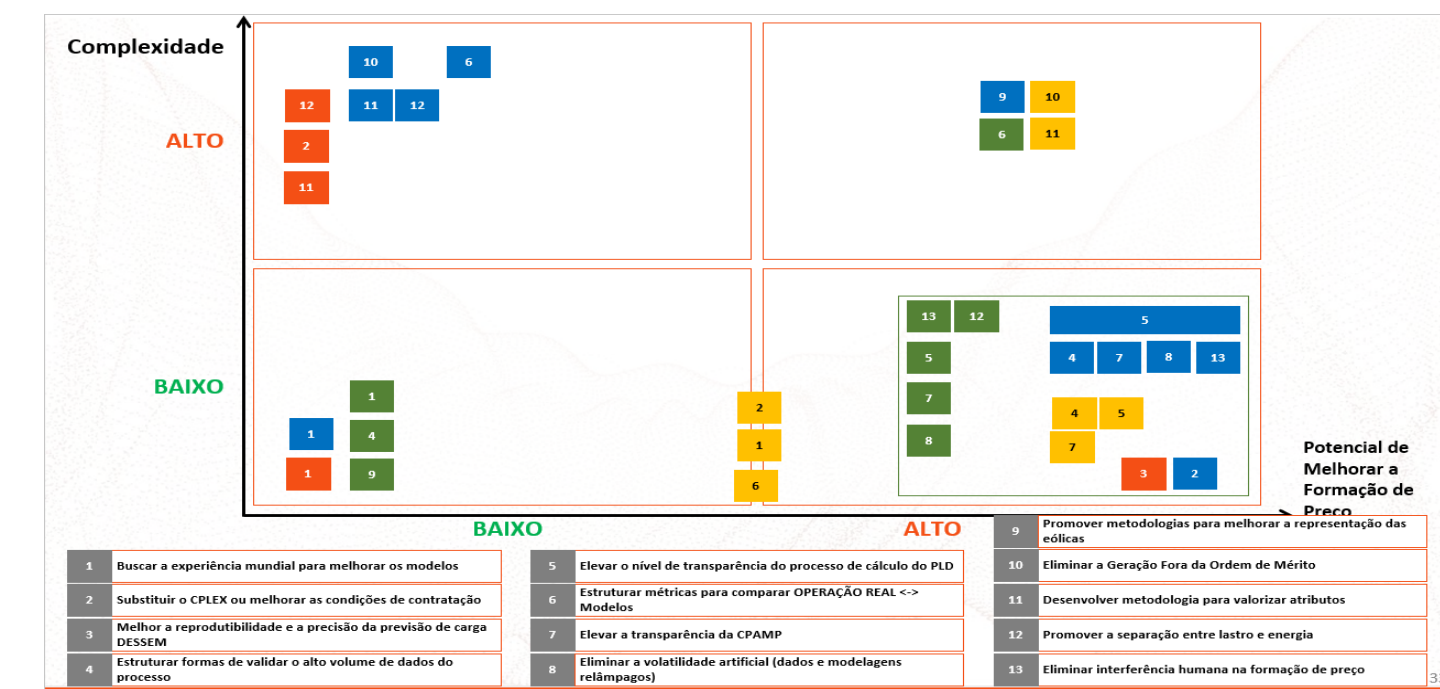 Complexidade
10
6
9
10
12
11
12
ALTO
2
6
11
11
13
12
5
5
4
7
8
13
BAIXO
1
7
2
4
5
1
4
1
8
7
Potencial de
Melhorar a
Formação de
Preço
1
9
6
3
2
BAIXO
ALTO
9
Promover metodologias para melhorar a representação das
eólicas
1
Buscar a experiência mundial para melhorar os modelos
5
Elevar o nível de transparência do processo de cálculo do PLD
10
Eliminar a Geração Fora da Ordem de Mérito
2
Substituir o CPLEX ou melhorar as condições de contratação
6
Estruturar métricas para comparar OPERAÇÃO REAL <->
Modelos
11
Desenvolver metodologia para valorizar atributos
3
Melhor a reprodutibilidade e a precisão da previsão de carga
DESSEM
7
Elevar a transparência da CPAMP
12
Promover a separação entre lastro e energia
4
Estruturar formas de validar o alto volume de dados do
processo
8
Eliminar a volatilidade artificial (dados e modelagens
relâmpagos)
13
Eliminar interferência humana na formação de preço